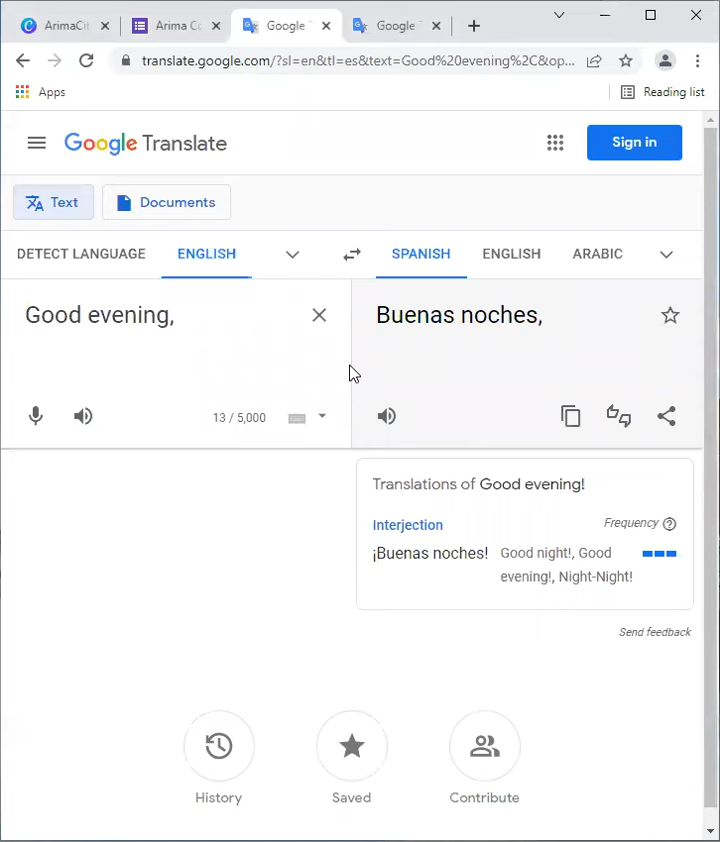 ArimaCit
Arima Co
Google T
Google T
translate.google.com/?sl=en&tl=es&text=Good%20evening%2C&op...
Apps
Reading list
Google Translate
Sign in
Text
Documents
DETECT LANGUAGE
ENGLISH
SPANISH
ENGLISH
ARABIC
Good evening,
Buenas noches,
13 / 5,000
Translations of Good evening!
Interjection
Frequency
¡Buenas noches!
Good night!, Good
evening!, Night-Night!
Send feedback
History
Saved
Contribute